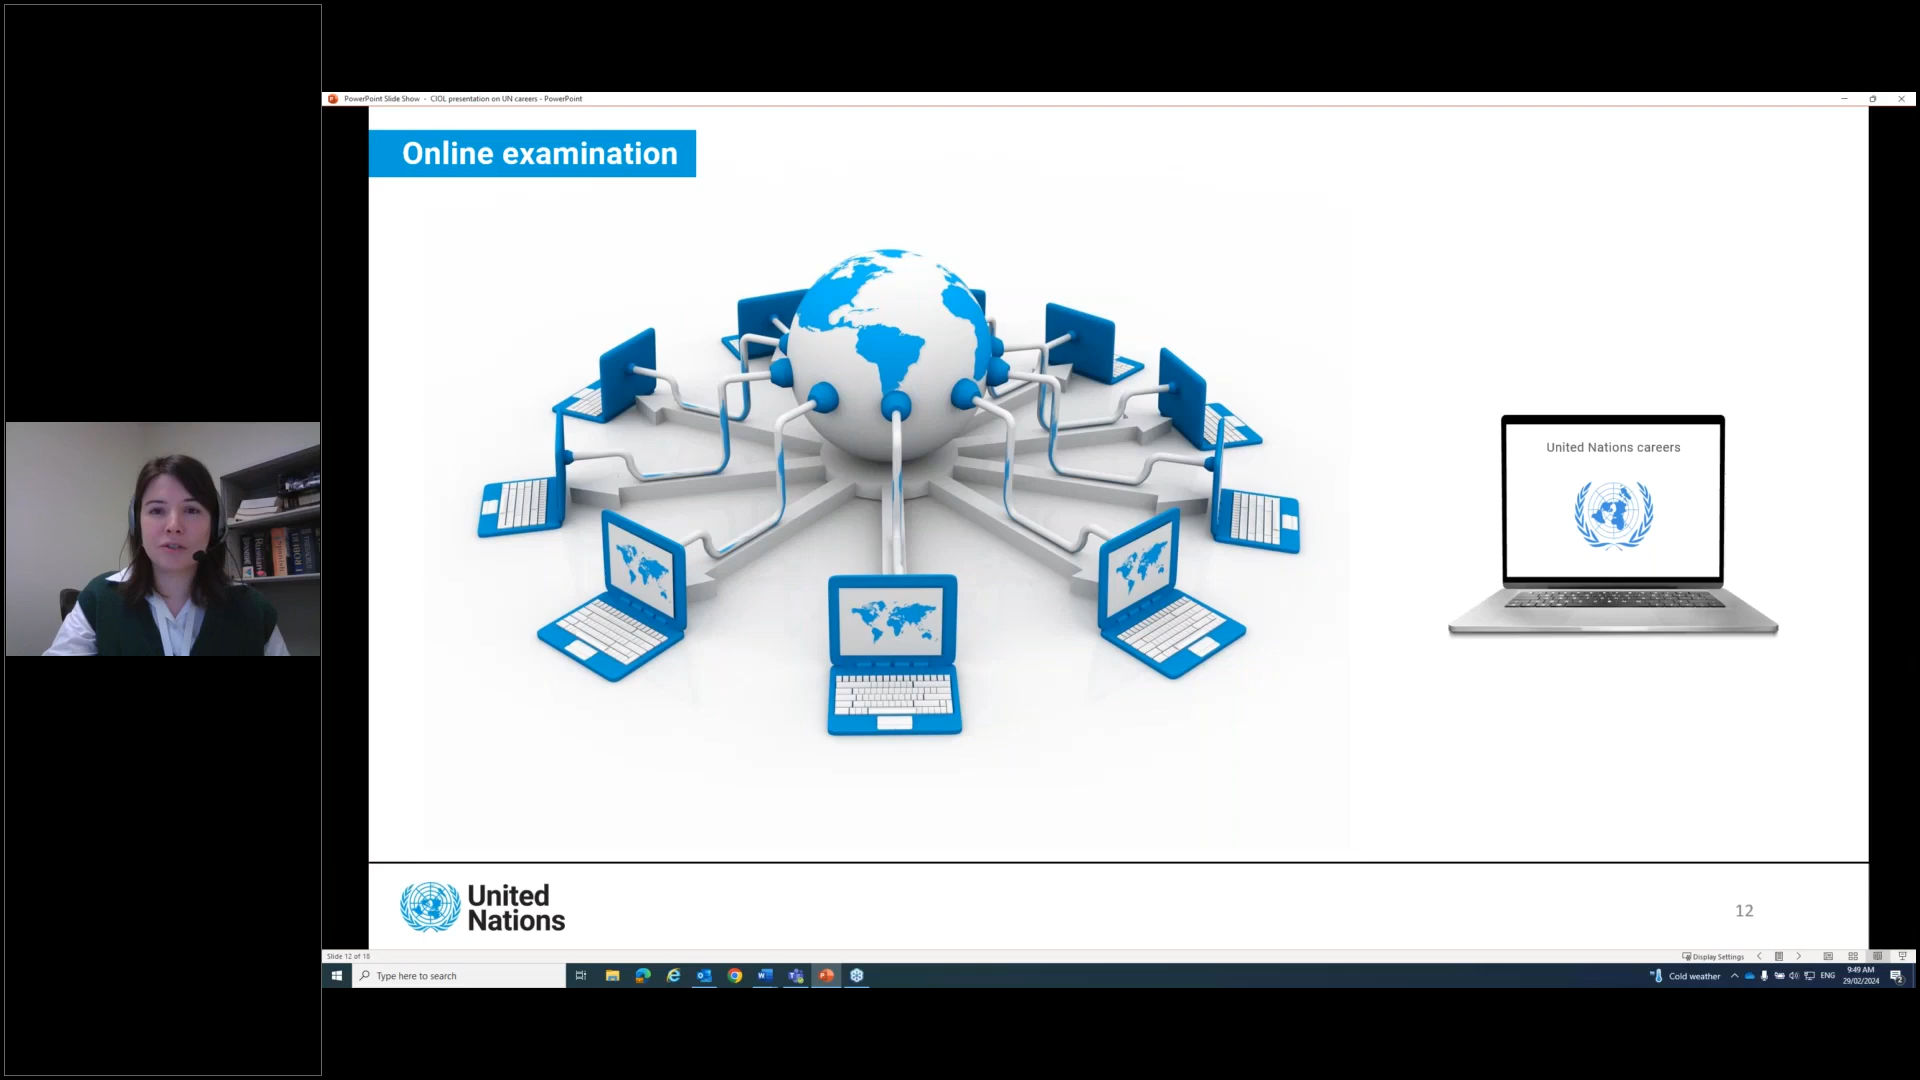 PowerPoint Slide Show - CIOL presentation on UN careers - PowerPoint
Online examination
United Nations careers
United
Nations
12
Slide 12 of 18
Display Settings
Type here to search
Cold weather
ENG
9:49 AM
29/02/2024
2